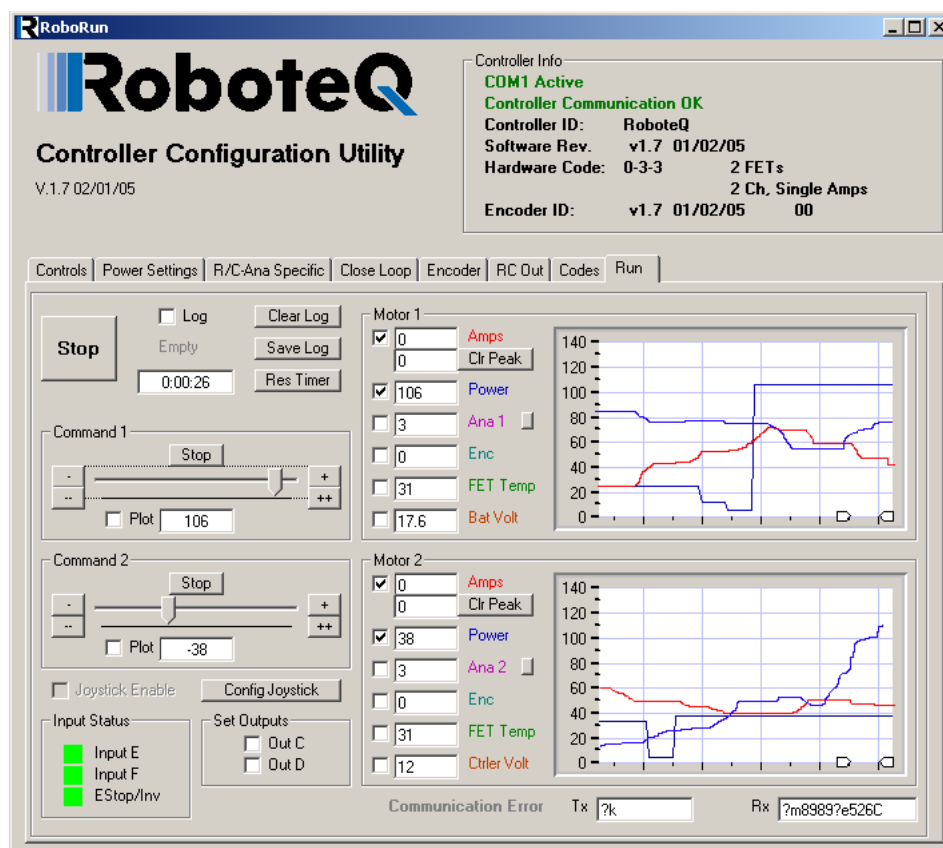 RoboRun
RoboteQ
Controller Configuration Utility
V.1.7 02/01/05
Controller Info
COM1 Active
Controller Communication OK
Controller ID: RoboteQ
Software Rev. v1.7 01/02/05
Hardware Code: 0-3-3 2 FETs
2 Ch, Single Amps
Encoder ID: v1.7 01/02/05 00
Controls Power Settings R/C-Ana Specific Close Loop Encoder RC Out Codes Run
Stop
Log Clear Log
Empty Save Log
0:00:26 Res Timer
Command 1
Stop
- +
-- ++
Plot 106
Command 2
Stop
- +
-- ++
Plot -38
Joystick Enable Config Joystick
Input Status
Input E
Input F
EStop/Inv
Set Outputs
Out C
Out D
Motor 1
0 Amps
0 Clr Peak
106 Power
3 Ana 1
0 Enc
31 FET Temp
17.6 Bat Volt
140
120
100
80
60
40
20
0
Motor 2
0 Amps
0 Clr Peak
38 Power
3 Ana 2
0 Enc
31 FET Temp
12 Ctrler Volt
140
120
100
80
60
40
20
0
Communication Error Tx ?k Rx ?m8989?e526C